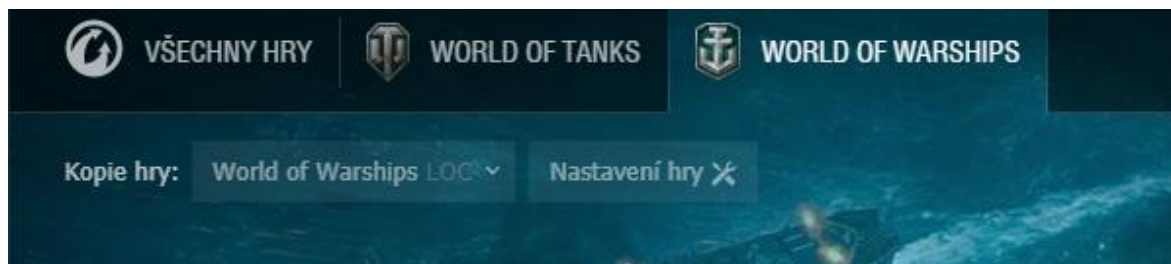 VŠECHNY HRY WORLD OF TANKS WORLD OF WARSHIPS
Kopie hry: World of Warships Nastavení hry